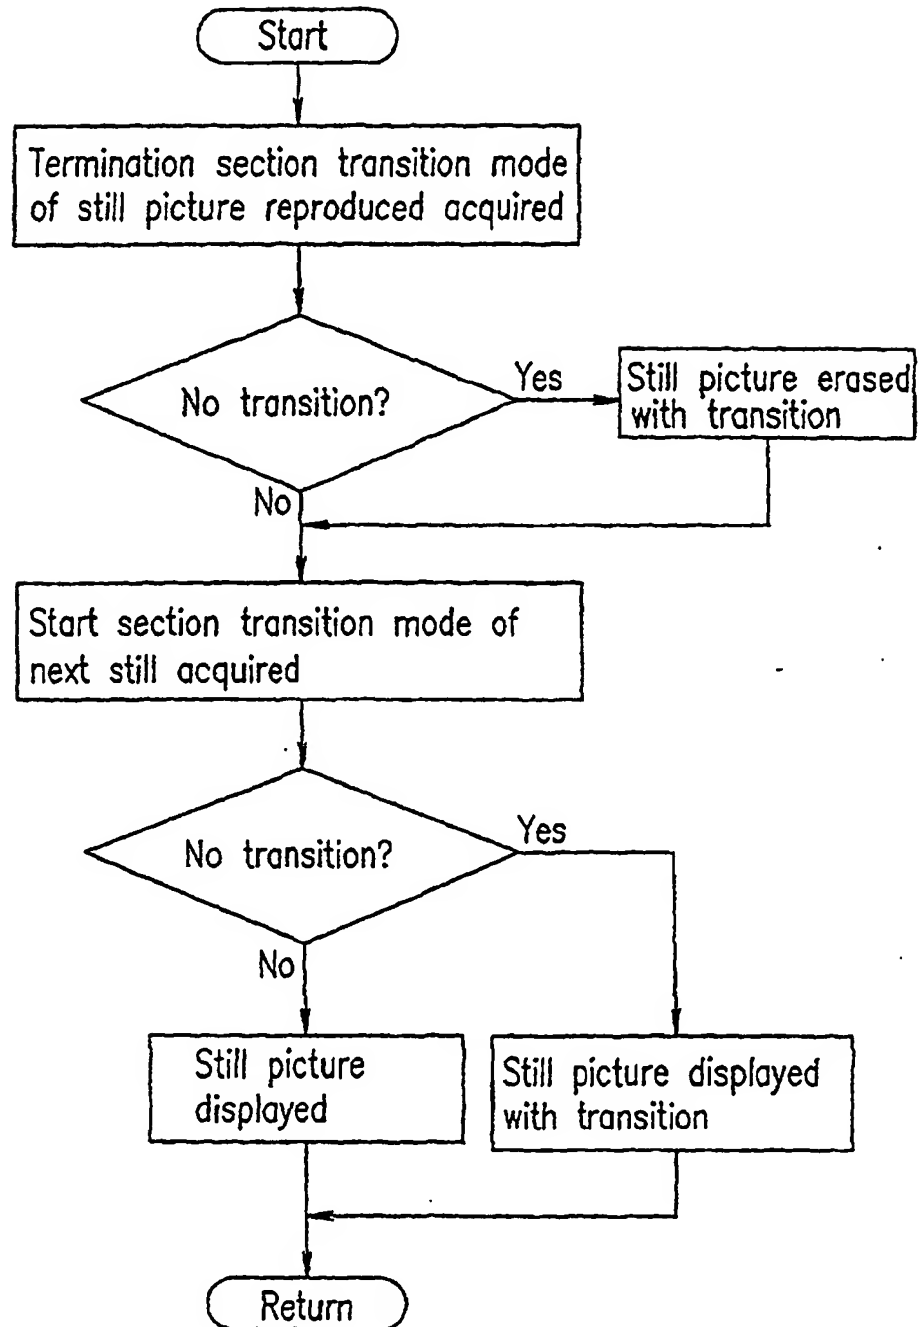 Start
Termination section transition mode
of still picture reproduced acquired
No transition?
Yes
Still picture erased
with transition
No
Start section transition mode of
next still acquired
No transition?
Yes
No
Still picture
displayed
Still picture displayed
with transition
Return